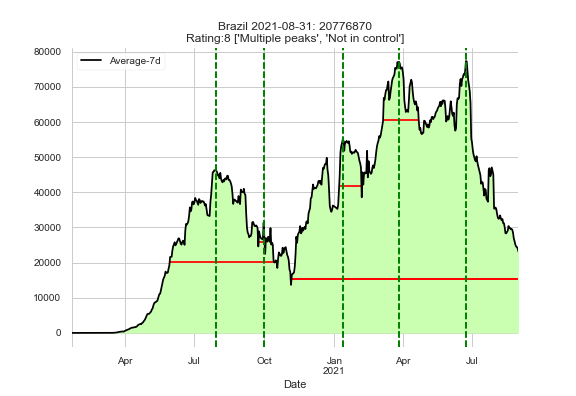 Brazil 2021-08-31: 20776870
Rating:8 ['Multiple peaks', 'Not in control']
Average-7d
80000
70000
60000
50000
40000
30000
20000
10000
0
Apr Jul Oct Jan Apr Jul
2021
Date